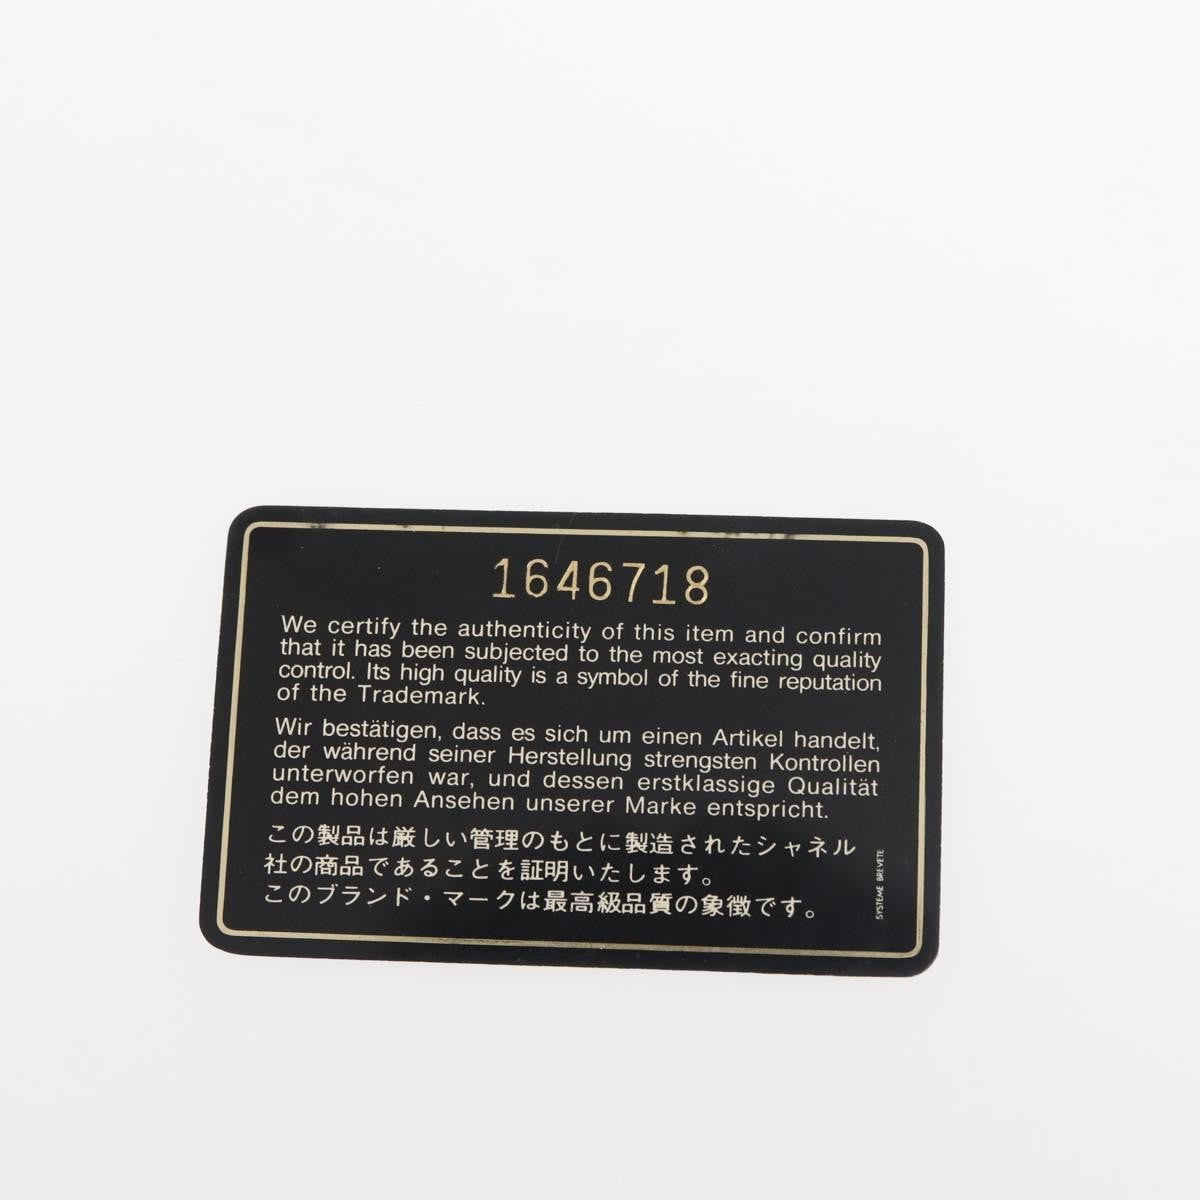 1646718
We certify the authenticity of this item and confirm
that it has been subjected to the most exacting quality
control. Its high quality is a symbol of the fine reputation
of the Trademark.
Wir bestätigen, dass es sich um einen Artikel handelt,
der während seiner Herstellung strengsten Kontrollen
unterworfen war, und dessen erstklassige Qualität
dem hohen Ansehen unserer Marke entspricht.
この製品は厳しい管理のもとに製造されたシャネル
社の商品であることを証明いたします。
このブランド・マークは最高級品質の象徴です。
SYSTEME BREVETE